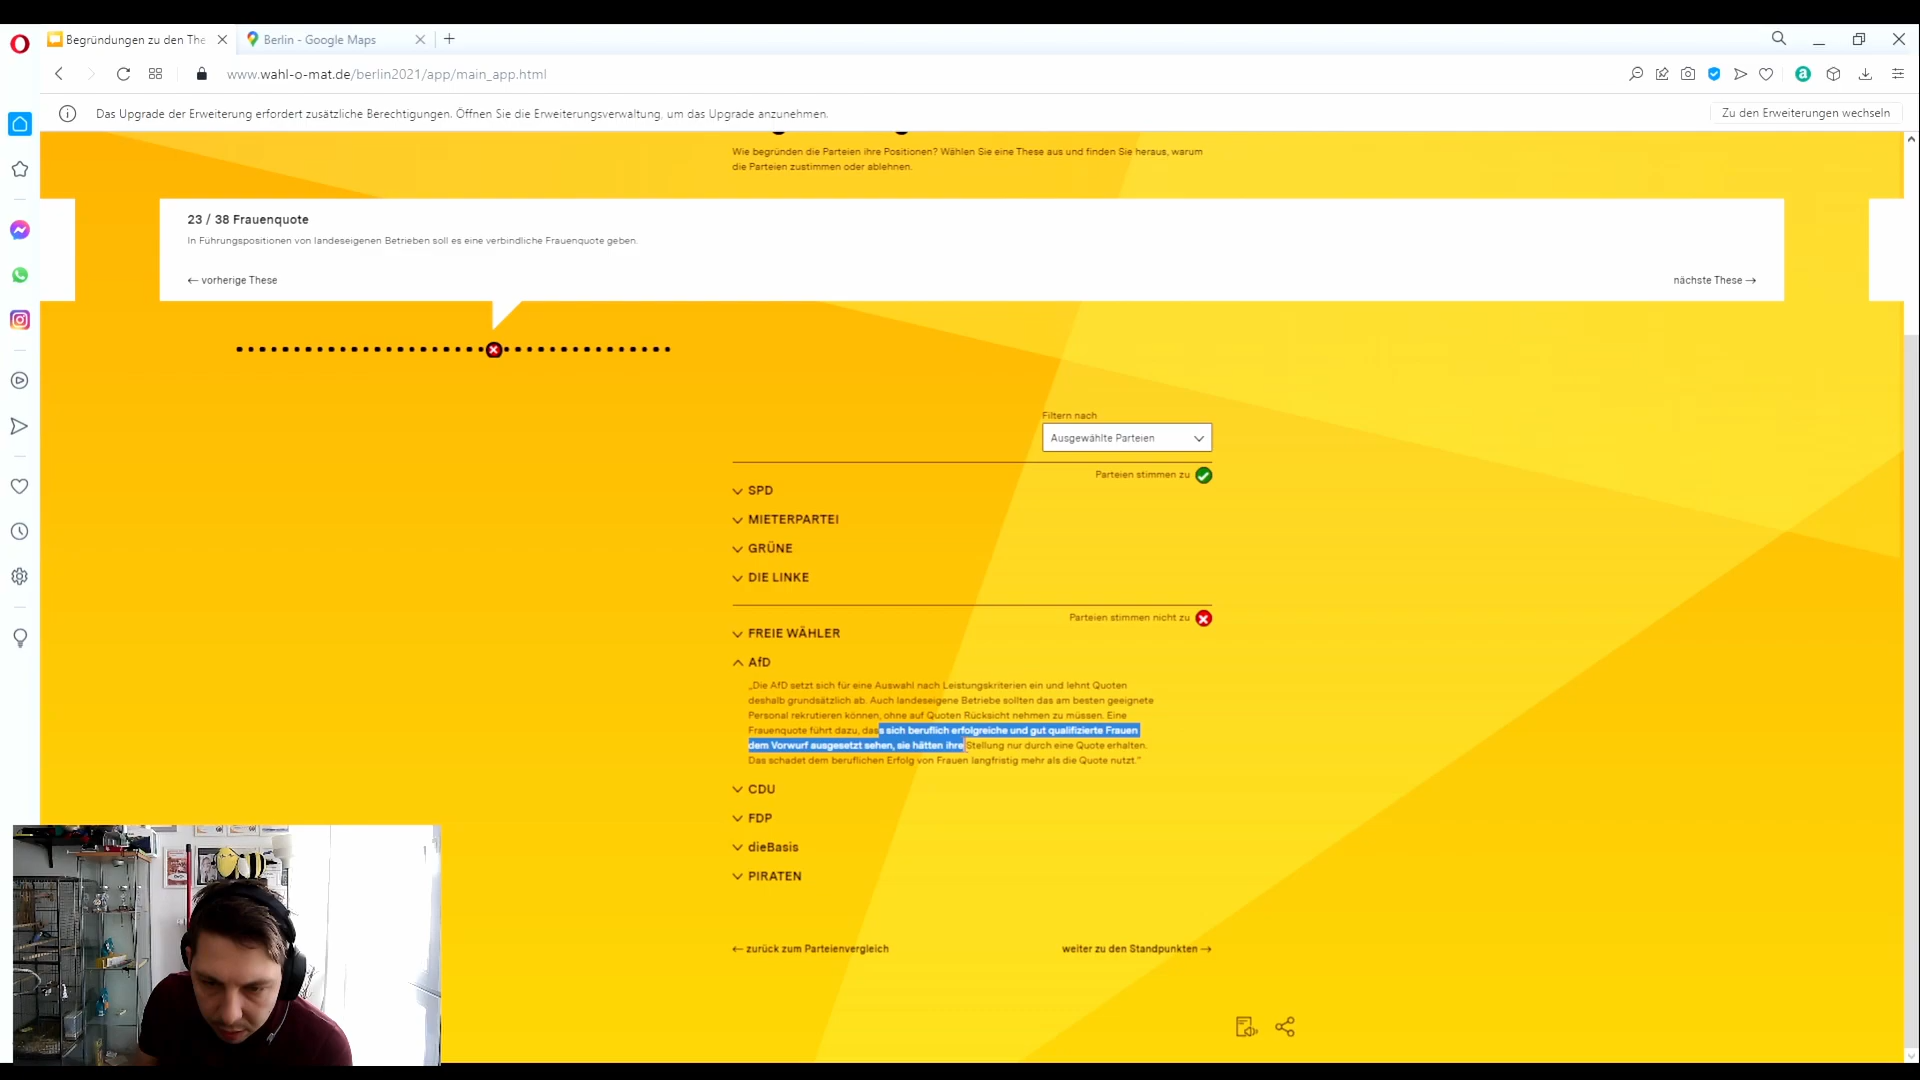 Begründungen zu den The
Berlin - Google Maps
www.wahl-o-mat.de/berlin2021/app/main_app.html
Das Upgrade der Erweiterung erfordert zusätzliche Berechtigungen. Öffnen Sie die Erweiterungsverwaltung, um das Upgrade anzunehmen.
Zu den Erweiterungen wechseln
Wie begründen die Parteien ihre Positionen? Wählen Sie eine These aus und finden Sie heraus, warum
die Parteien zustimmen oder ablehnen.
23 / 38 Frauenquote
In Führungspositionen von landeseigenen Betrieben soll es eine verbindliche Frauenquote geben.
← vorherige These
nächste These →
Filtern nach
Ausgewählte Parteien
Parteien stimmen zu
SPD
MIETERPARTEI
GRÜNE
DIE LINKE
Parteien stimmen nicht zu
FREIE WÄHLER
AfD
„Die AfD setzt sich für eine Auswahl nach Leistungskriterien ein und lehnt Quoten
deshalb grundsätzlich ab. Auch landeseigene Betriebe sollten das am besten geeignete
Personal rekrutieren können, ohne auf Quoten Rücksicht nehmen zu müssen. Eine
Frauenquote führt dazu, dass sich beruflich erfolgreiche und gut qualifizierte Frauen
dem Vorwurf ausgesetzt sehen, sie hätten ihre Stellung nur durch eine Quote erhalten.
Das schadet dem beruflichen Erfolg von Frauen langfristig mehr als die Quote nutzt."
CDU
FDP
dieBasis
PIRATEN
← zurück zum Parteienvergleich
weiter zu den Standpunkten →